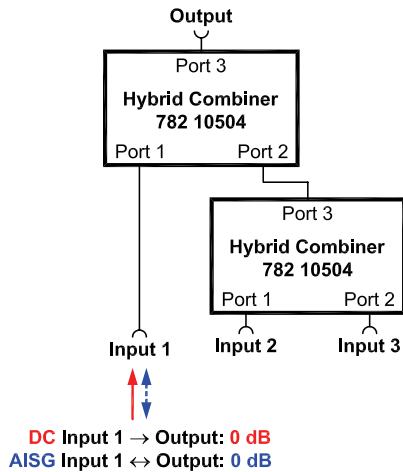 Output
Port 3
Hybrid Combiner
782 10504
Port 1 Port 2
Port 3
Hybrid Combiner
782 10504
Port 1 Port 2
Input 1 Input 2 Input 3
DC Input 1 → Output: 0 dB
AISG Input 1 ↔ Output: 0 dB